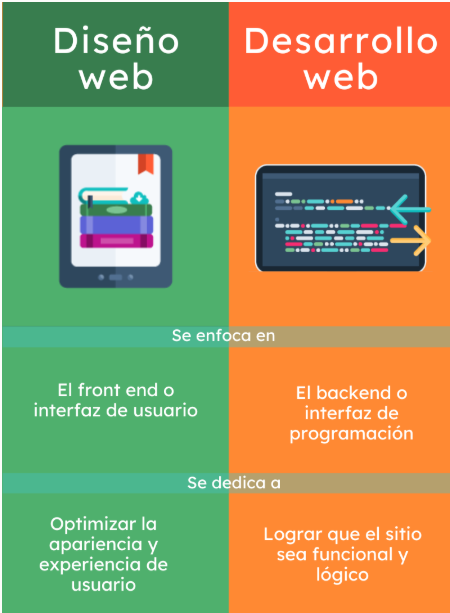 Diseño
web
Desarrollo
web
Se enfoca en
El front end o
interfaz de usuario
El backend o
interfaz de
programación
Se dedica a
Optimizar la
apariencia y
experiencia de
usuario
Lograr que el sitio
sea funcional y
lógico